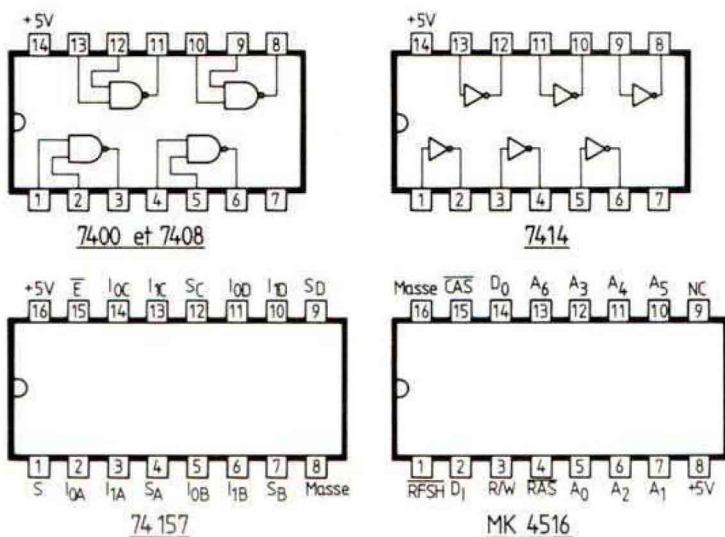 +5V +5V
14 13 12 11 10 9 8 14 13 12 11 10 9 8
1 2 3 4 5 6 7 1 2 3 4 5 6 7
7400 et 7408 7414
+5V E̅ I0C I1C SC I0D I1D SD Masse C̅A̅S̅ D0 A6 A3 A4 A5 NC
16 15 14 13 12 11 10 9 16 15 14 13 12 11 10 9
1 2 3 4 5 6 7 8 1 2 3 4 5 6 7 8
S I0A I1A SA I0B I1B SB Masse R̅F̅S̅H̅ DI R/W R̅A̅S̅ A0 A2 A1 +5V
74 157 MK 4516